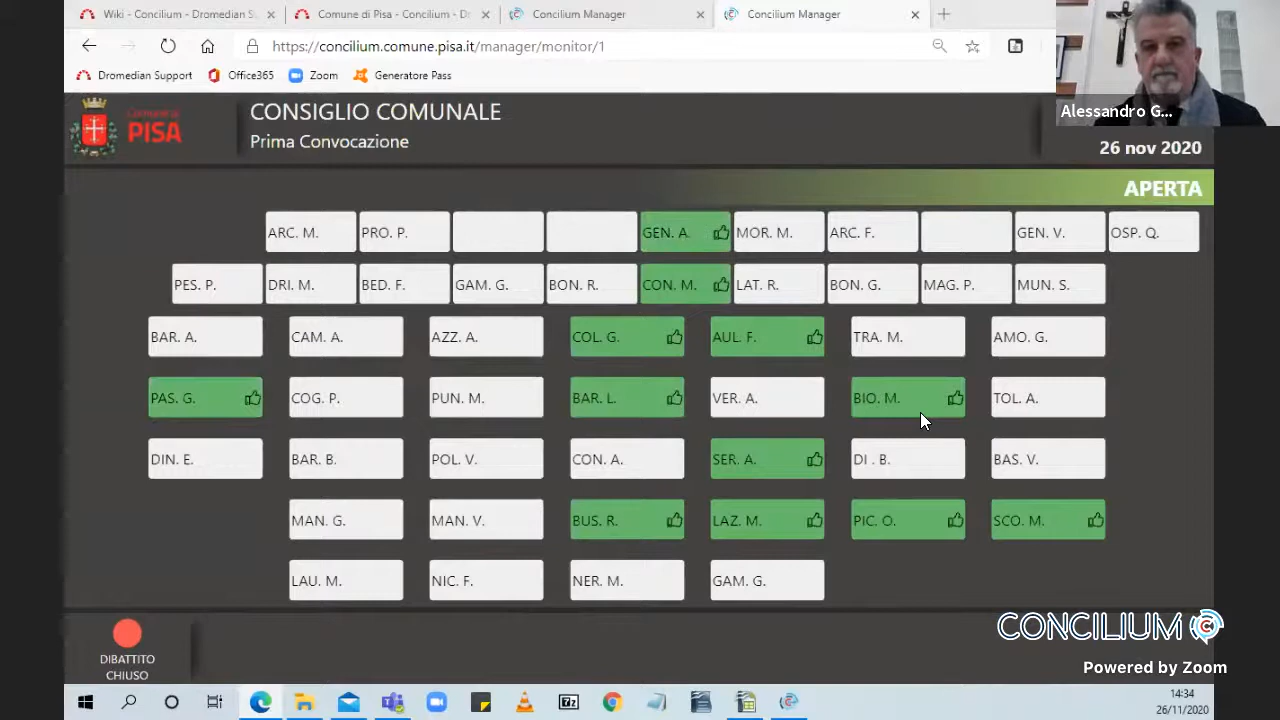 Wiki - Concilium - Dromedian S
Comune di Pisa - Concilium - Dr
Concilium Manager
Concilium Manager
https://concilium.comune.pisa.it/manager/monitor/1
Dromedian Support Office365 Zoom Generatore Pass
Alessandro G...
Comune di
PISA
CONSIGLIO COMUNALE
Prima Convocazione
26 nov 2020
APERTA
ARC. M. PRO. P. GEN. A. MOR. M. ARC. F. GEN. V. OSP. Q.
PES. P. DRI. M. BED. F. GAM. G. BON. R. CON. M. LAT. R. BON. G. MAG. P. MUN. S.
BAR. A. CAM. A. AZZ. A. COL. G. AUL. F. TRA. M. AMO. G.
PAS. G. COG. P. PUN. M. BAR. L. VER. A. BIO. M. TOL. A.
DIN. E. BAR. B. POL. V. CON. A. SER. A. DI . B. BAS. V.
MAN. G. MAN. V. BUS. R. LAZ. M. PIC. O. SCO. M.
LAU. M. NIC. F. NER. M. GAM. G.
DIBATTITO
CHIUSO
CONCILIUM
Powered by Zoom
14:34
26/11/2020